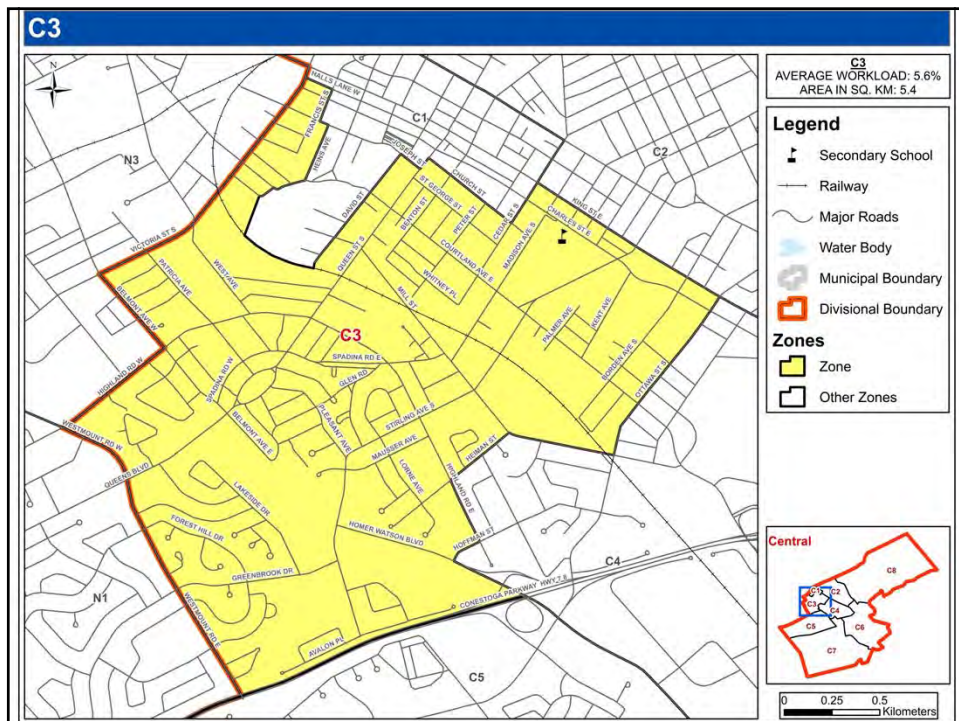 C3
N
HALLS LANE W
FRANCIS ST S
C1
HEINS AVE
JOSEPH ST
CHURCH ST
C2
N3
DAVID ST
ST GEORGE ST
BENTON ST
PETER ST
CEDAR ST S
KING ST E
CHARLES ST E
MADISON AVE S
COURTLAND AVE E
QUEEN ST S
VICTORIA ST S
PATRICIA AVE
WEST AVE
WHITNEY PL
MILL ST
BELMONT AVE W
PALMER AVE
KENT AVE
C3
SPADINA RD E
HIGHLAND RD W
SPADINA RD W
GLEN RD
BORDEN AVE S
OTTAWA ST S
BELMONT AVE E
PLEASANT AVE
STIRLING AVE S
WESTMOUNT RD W
MAUSSER AVE
HEIMAN ST
QUEENS BLVD
LORNE AVE
HIGHLAND RD E
LAKESIDE DR
FOREST HILL DR
HOMER WATSON BLVD
HOFFMAN ST
C4
GREENBROOK DR
N1
CONESTOGA PARKWAY HWY 7 8
WESTMOUNT RD E
AVALON PL
C5
C3
AVERAGE WORKLOAD: 5.6%
AREA IN SQ. KM: 5.4
Legend
Secondary School
Railway
Major Roads
Water Body
Municipal Boundary
Divisional Boundary
Zones
Zone
Other Zones
Central
C8
C1
C2
C3
C4
C5
C6
C7
0 0.25 0.5
Kilometers